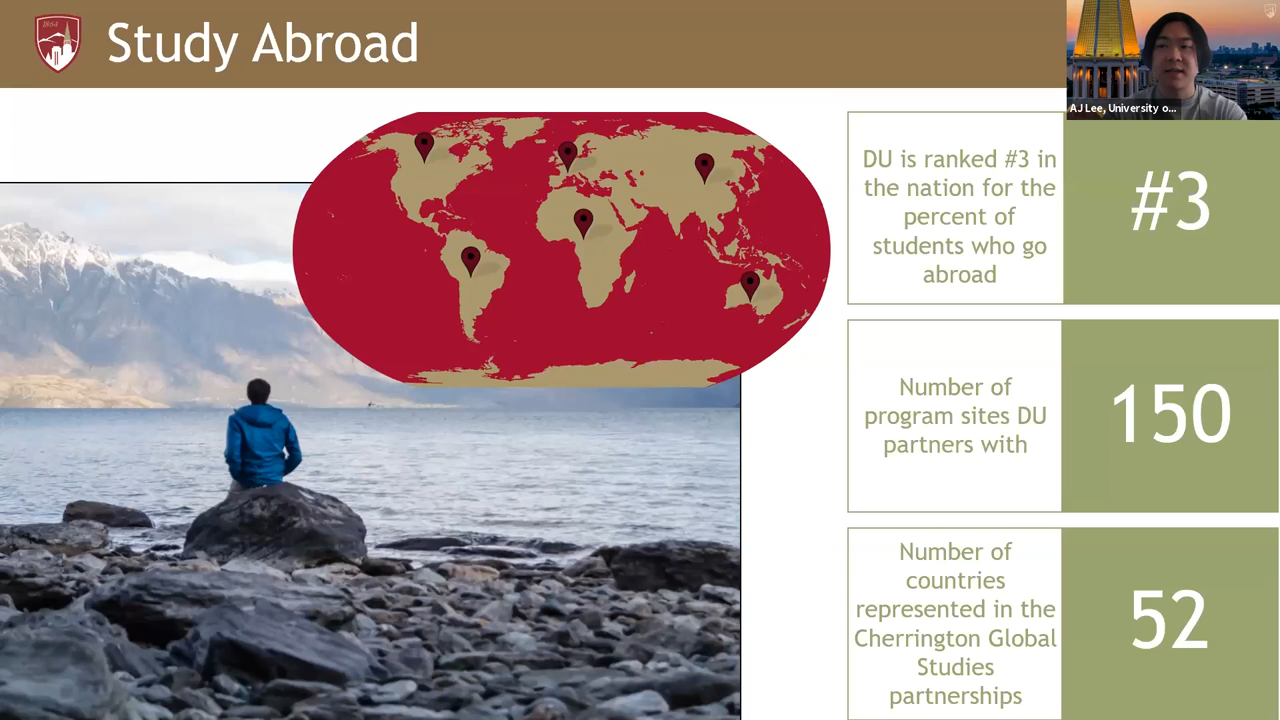 1864
Study Abroad
AJ Lee, University o...
DU is ranked #3 in
the nation for the
percent of
students who go
abroad
#3
Number of
program sites DU
partners with
150
Number of
countries
represented in the
Cherrington Global
Studies
partnerships
52